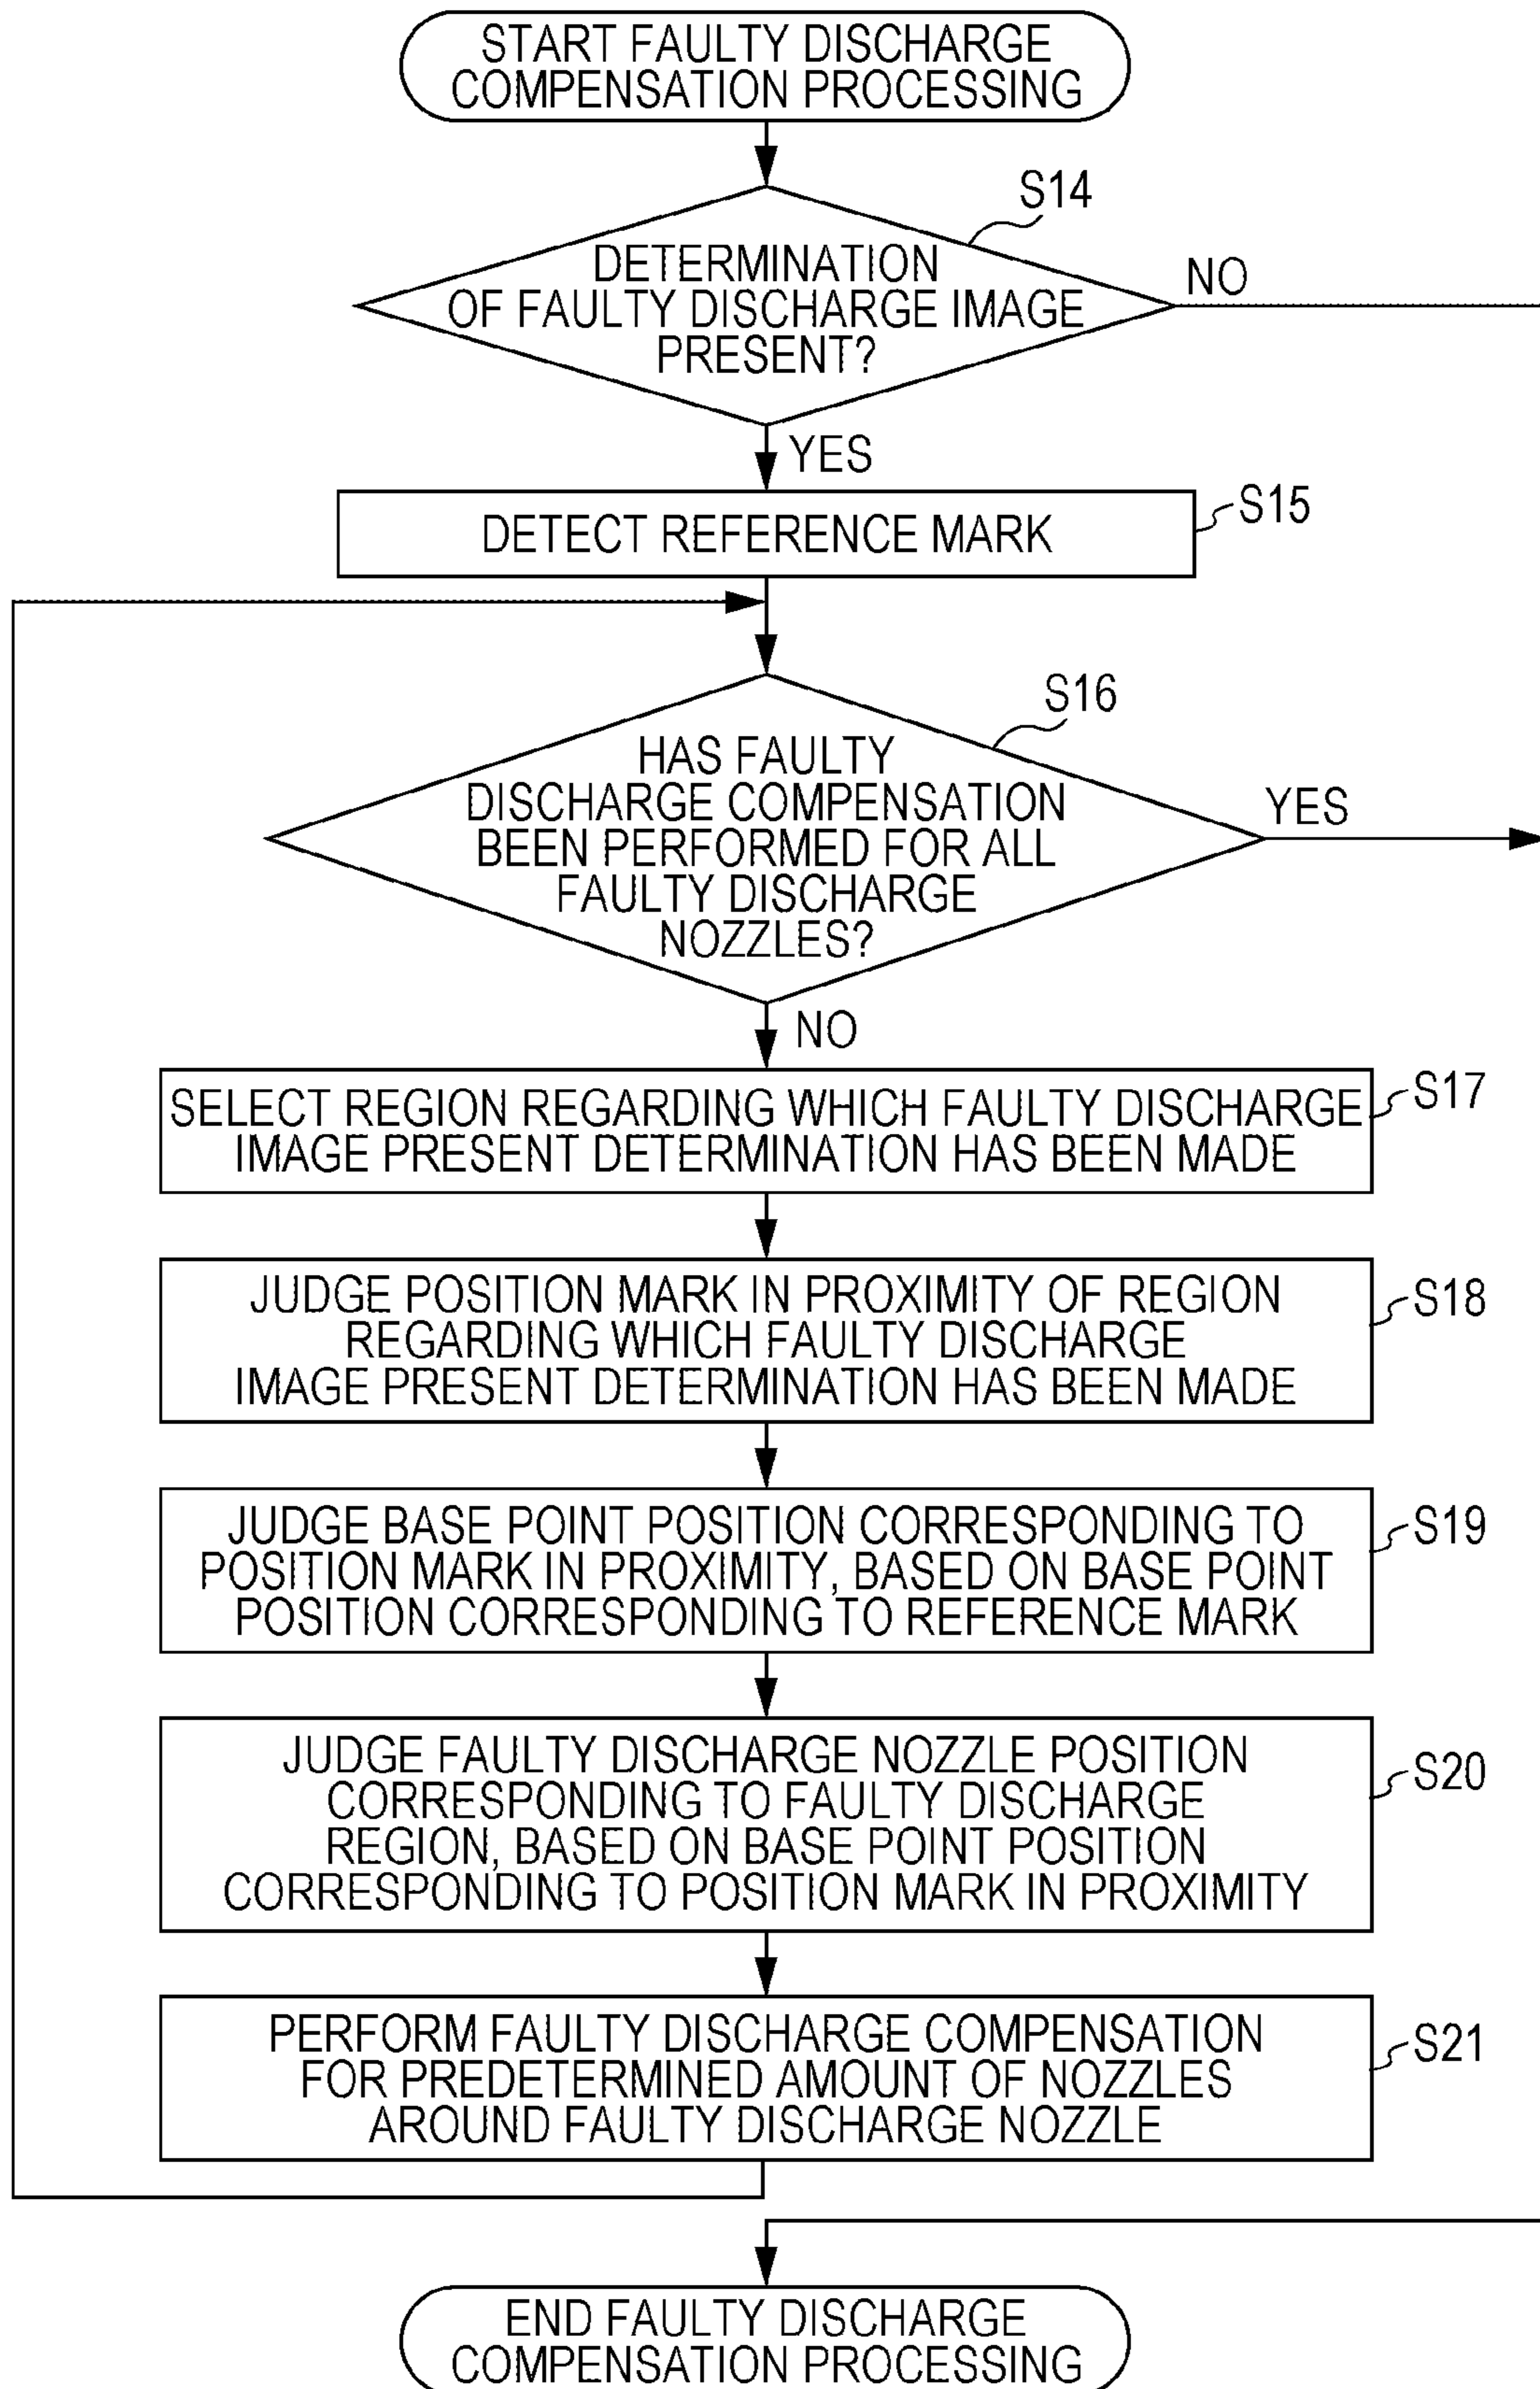 START FAULTY DISCHARGE
COMPENSATION PROCESSING
S14
DETERMINATION
OF FAULTY DISCHARGE IMAGE
PRESENT?
NO
YES
DETECT REFERENCE MARK
S15
S16
HAS FAULTY
DISCHARGE COMPENSATION
BEEN PERFORMED FOR ALL
FAULTY DISCHARGE
NOZZLES?
YES
NO
SELECT REGION REGARDING WHICH FAULTY DISCHARGE
IMAGE PRESENT DETERMINATION HAS BEEN MADE
S17
JUDGE POSITION MARK IN PROXIMITY OF REGION
REGARDING WHICH FAULTY DISCHARGE
IMAGE PRESENT DETERMINATION HAS BEEN MADE
S18
JUDGE BASE POINT POSITION CORRESPONDING TO
POSITION MARK IN PROXIMITY, BASED ON BASE POINT
POSITION CORRESPONDING TO REFERENCE MARK
S19
JUDGE FAULTY DISCHARGE NOZZLE POSITION
CORRESPONDING TO FAULTY DISCHARGE
REGION, BASED ON BASE POINT POSITION
CORRESPONDING TO POSITION MARK IN PROXIMITY
S20
PERFORM FAULTY DISCHARGE COMPENSATION
FOR PREDETERMINED AMOUNT OF NOZZLES
AROUND FAULTY DISCHARGE NOZZLE
S21
END FAULTY DISCHARGE
COMPENSATION PROCESSING